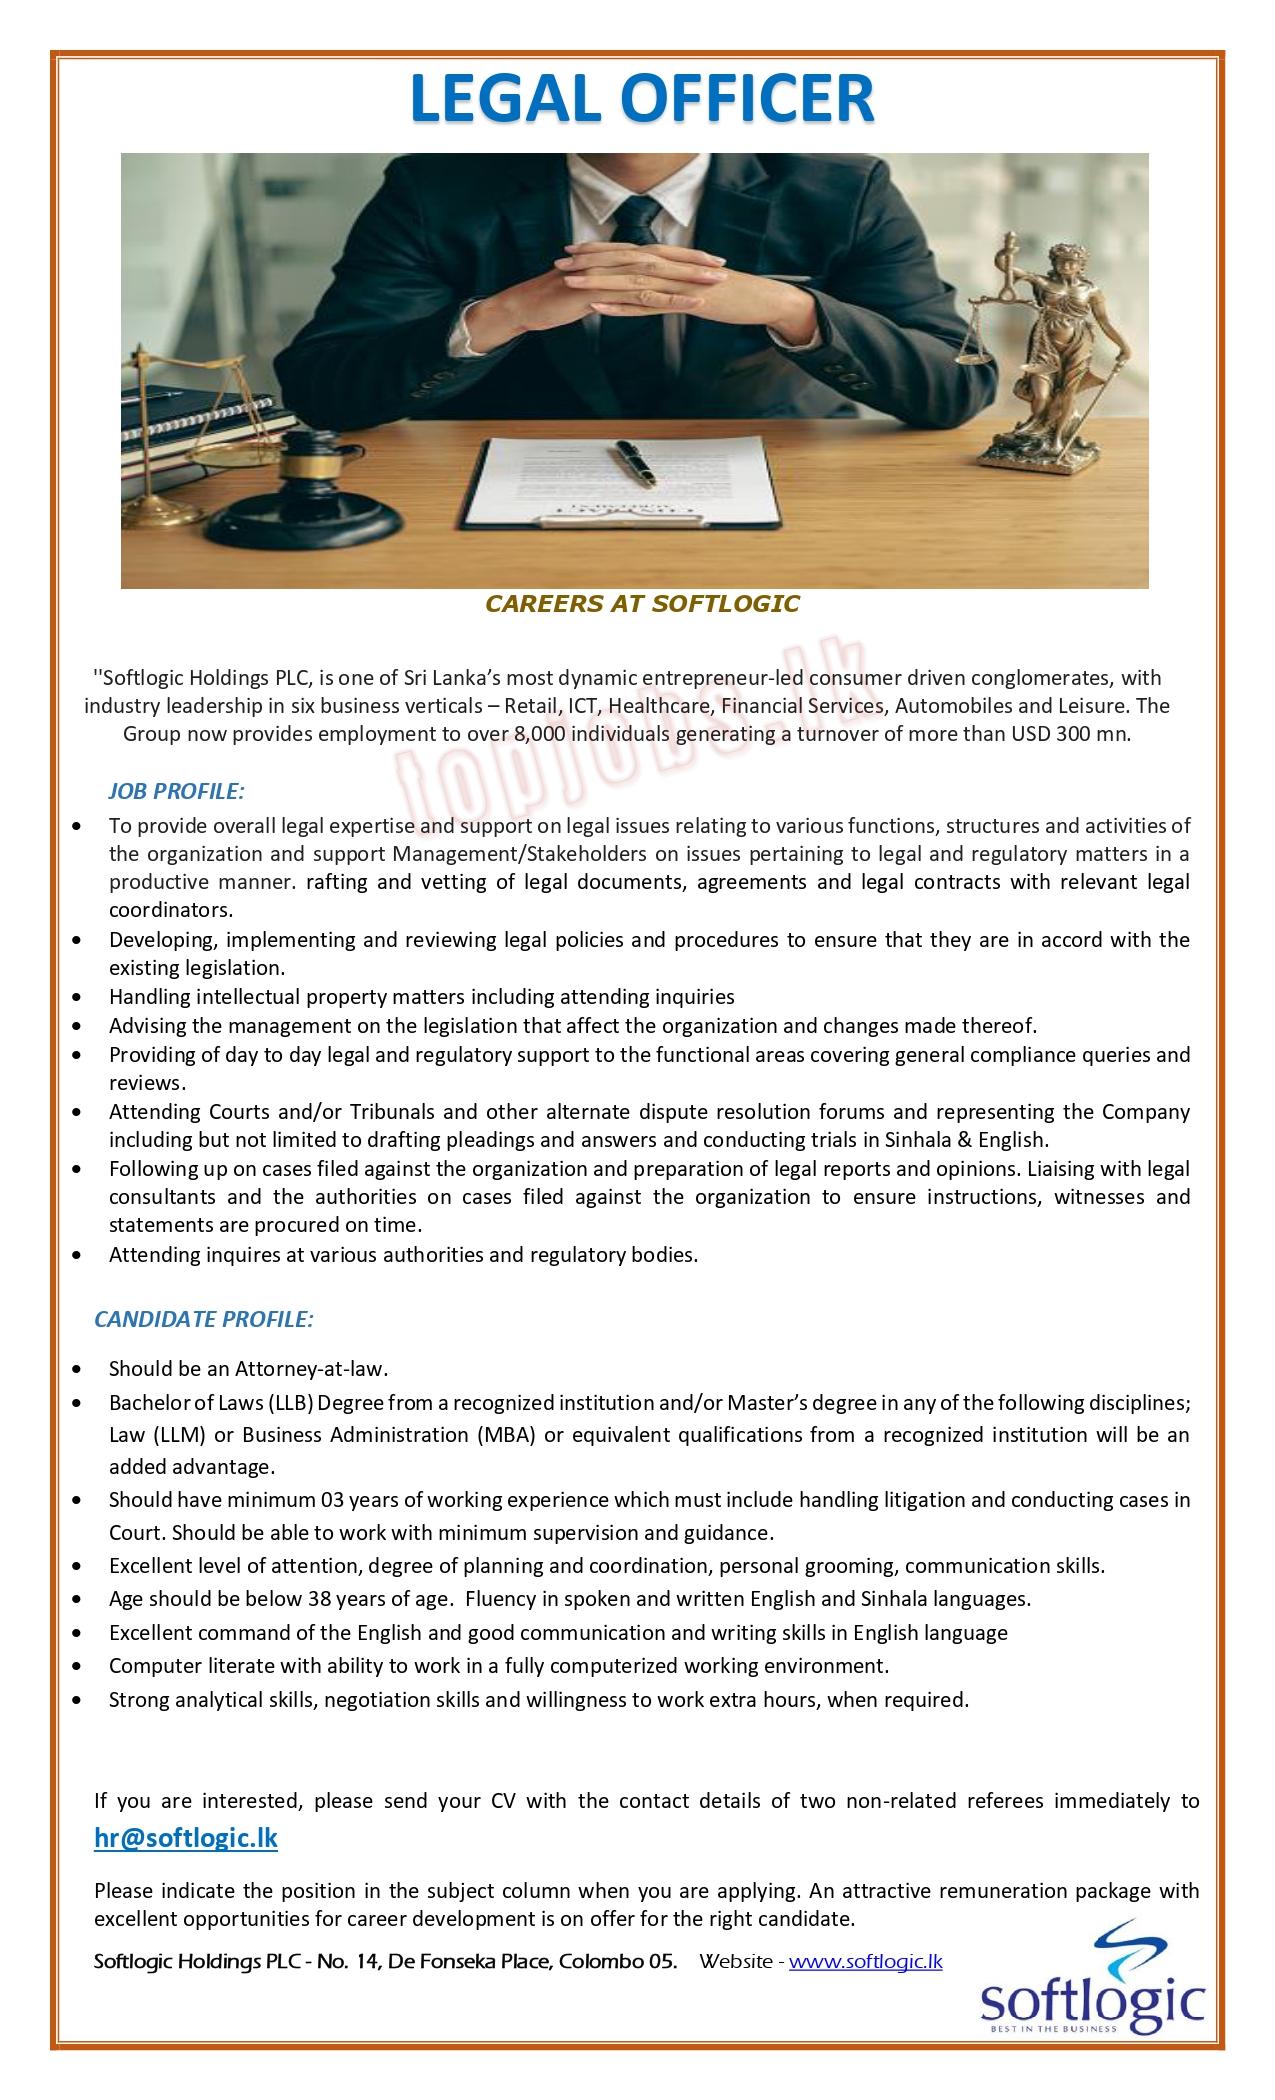 LEGAL OFFICER
CAREERS AT SOFTLOGIC
"Softlogic Holdings PLC, is one of Sri Lanka’s most dynamic entrepreneur-led consumer driven conglomerates, with
industry leadership in six business verticals – Retail, ICT, Healthcare, Financial Services, Automobiles and Leisure. The
Group now provides employment to over 8,000 individuals generating a turnover of more than USD 300 mn.
topjobs.lk
JOB PROFILE:
• To provide overall legal expertise and support on legal issues relating to various functions, structures and activities of
the organization and support Management/Stakeholders on issues pertaining to legal and regulatory matters in a
productive manner. rafting and vetting of legal documents, agreements and legal contracts with relevant legal
coordinators.
• Developing, implementing and reviewing legal policies and procedures to ensure that they are in accord with the
existing legislation.
• Handling intellectual property matters including attending inquiries
• Advising the management on the legislation that affect the organization and changes made thereof.
• Providing of day to day legal and regulatory support to the functional areas covering general compliance queries and
reviews.
• Attending Courts and/or Tribunals and other alternate dispute resolution forums and representing the Company
including but not limited to drafting pleadings and answers and conducting trials in Sinhala & English.
• Following up on cases filed against the organization and preparation of legal reports and opinions. Liaising with legal
consultants and the authorities on cases filed against the organization to ensure instructions, witnesses and
statements are procured on time.
• Attending inquires at various authorities and regulatory bodies.
CANDIDATE PROFILE:
• Should be an Attorney-at-law.
• Bachelor of Laws (LLB) Degree from a recognized institution and/or Master’s degree in any of the following disciplines;
Law (LLM) or Business Administration (MBA) or equivalent qualifications from a recognized institution will be an
added advantage.
• Should have minimum 03 years of working experience which must include handling litigation and conducting cases in
Court. Should be able to work with minimum supervision and guidance.
• Excellent level of attention, degree of planning and coordination, personal grooming, communication skills.
• Age should be below 38 years of age. Fluency in spoken and written English and Sinhala languages.
• Excellent command of the English and good communication and writing skills in English language
• Computer literate with ability to work in a fully computerized working environment.
• Strong analytical skills, negotiation skills and willingness to work extra hours, when required.
If you are interested, please send your CV with the contact details of two non-related referees immediately to
hr@softlogic.lk
Please indicate the position in the subject column when you are applying. An attractive remuneration package with
excellent opportunities for career development is on offer for the right candidate.
Softlogic Holdings PLC - No. 14, De Fonseka Place, Colombo 05. Website - www.softlogic.lk
softlogic
BEST IN THE BUSINESS